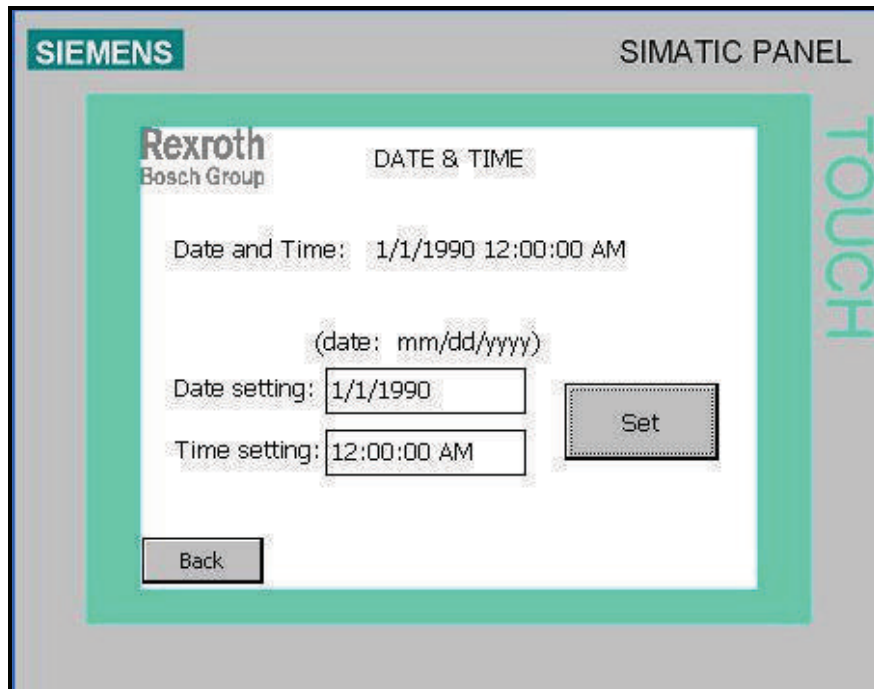 SIEMENS
SIMATIC PANEL
TOUCH
Rexroth
Bosch Group
DATE & TIME
Date and Time: 1/1/1990 12:00:00 AM
(date: mm/dd/yyyy)
Date setting: 1/1/1990
Time setting: 12:00:00 AM
Set
Back